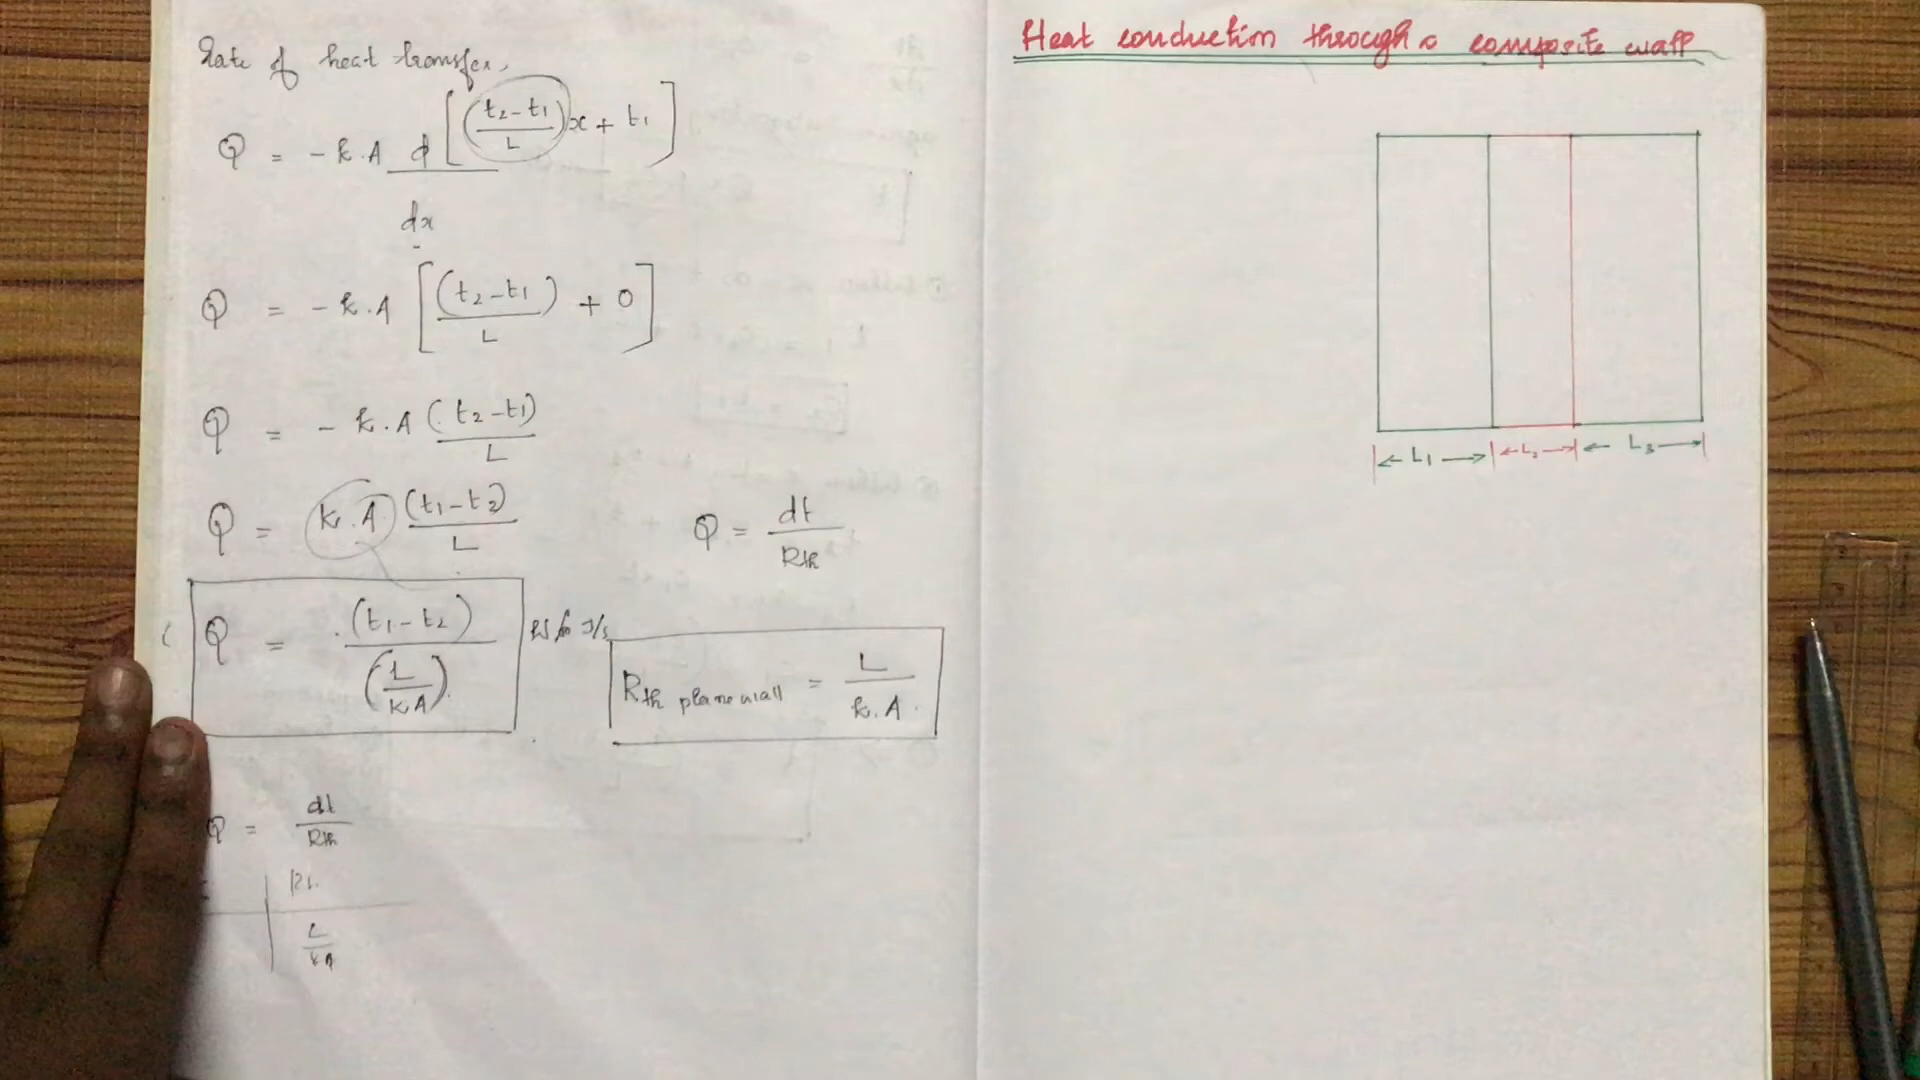 Rate of heat transfer,
Q = -k.A d[(t2-t1)/L x + t1]
dx
Q = -k.A [(t2-t1)/L + 0]
Q = -k.A (t2-t1)/L
Q = k.A (t1-t2)/L
Q = dt/Rth
Q = (t1-t2)/(L/kA)
J/s
Rth plane wall = L/k.A
Q = dt/Rth
L/kA
Heat conduction through a composite wall
L1 L2 L3